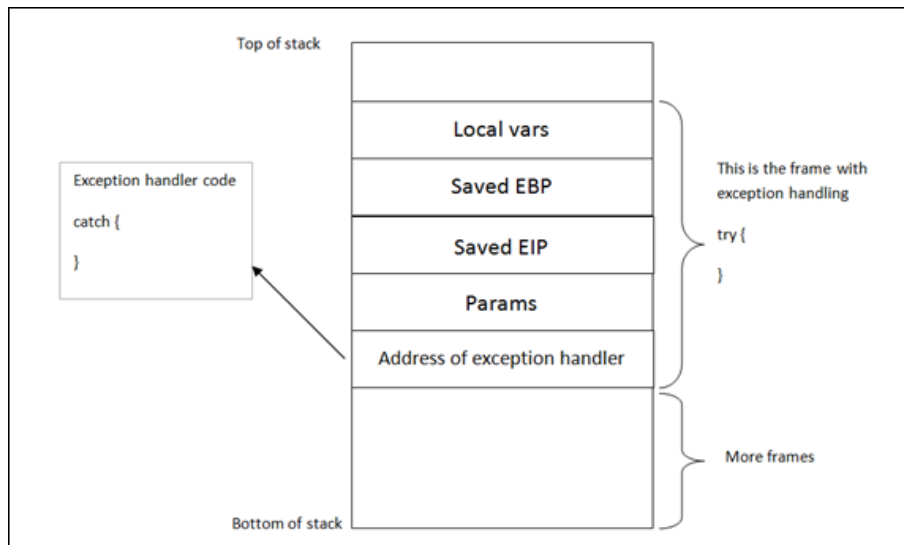 Top of stack
Local vars
Saved EBP
Saved EIP
Params
Address of exception handler
Exception handler code
catch {
}
This is the frame with
exception handling
try {
}
More frames
Bottom of stack